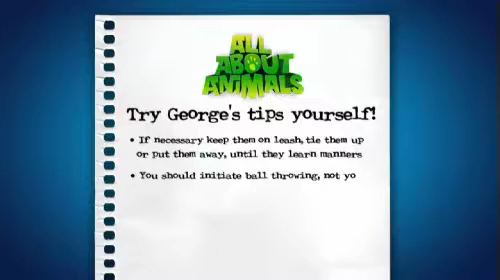 ALL
ABOUT
ANIMALS
Try George's tips yourself!
• If necessary keep them on leash, tie them up
or put them away, until they learn manners
• You should initiate ball throwing, not yo